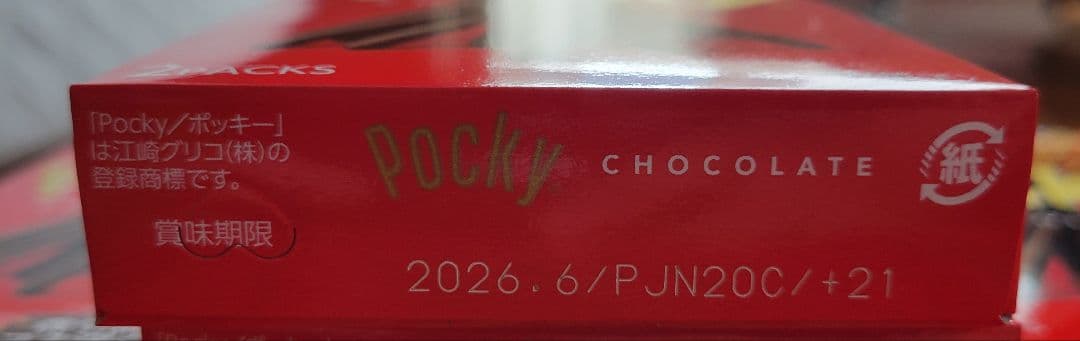 2PACKS
「Pocky／ポッキー」
は江崎グリコ(株)の
登録商標です。
Pocky CHOCOLATE
紙
賞味期限
2026.6/PJN20C/+21